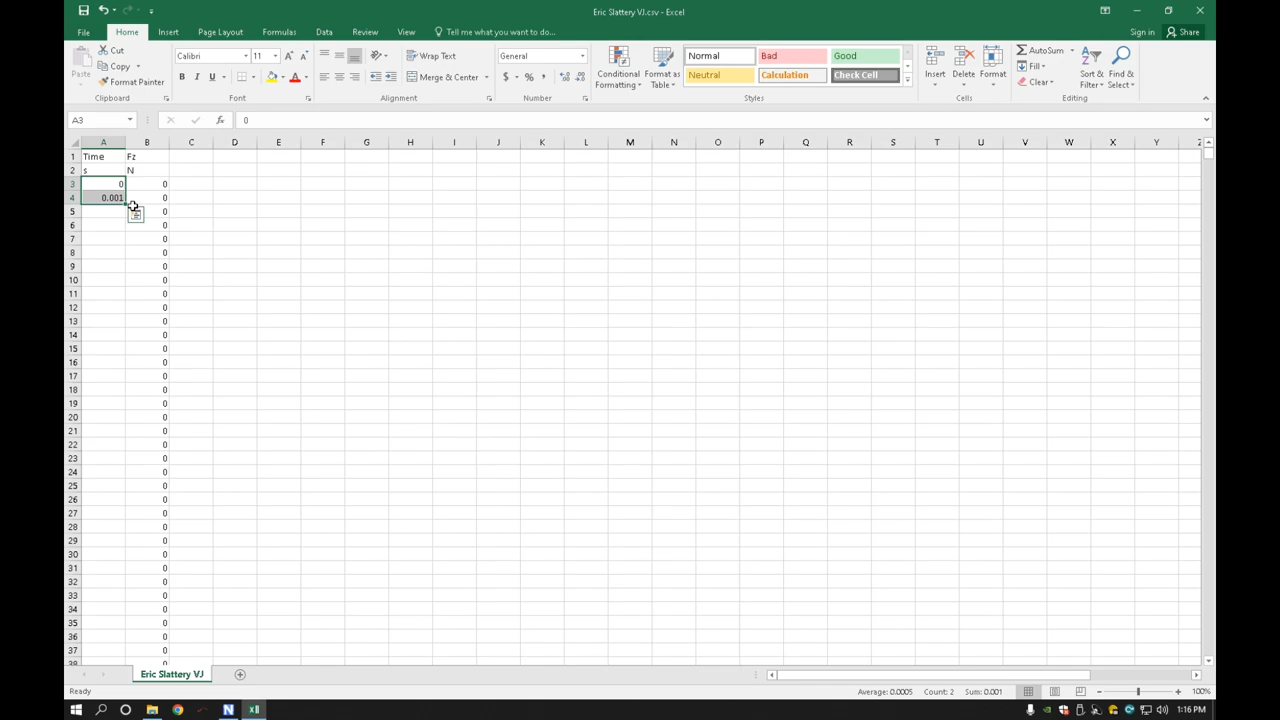 Eric Slattery VJ.csv - Excel
File Home Insert Page Layout Formulas Data Review View Tell me what you want to do... Sign in Share
Cut
Copy
Format Painter
Paste
Clipboard
Calibri 11
B I U
Font
Wrap Text
Merge & Center
Alignment
General
$ % ,
Number
Conditional Formatting
Format as Table
Normal Bad Good
Neutral Calculation Check Cell
Styles
Insert Delete Format
Cells
AutoSum
Fill
Clear
Sort & Filter
Find & Select
Editing
A3 fx 0
A B C D E F G H I J K L M N O P Q R S T U V W X Y Z
1 Time Fz
2 s N
3 0 0
4 0.001 0
5 0
6 0
7 0
8 0
9 0
10 0
11 0
12 0
13 0
14 0
15 0
16 0
17 0
18 0
19 0
20 0
21 0
22 0
23 0
24 0
25 0
26 0
27 0
28 0
29 0
30 0
31 0
32 0
33 0
34 0
35 0
36 0
37 0
38 0
Eric Slattery VJ
Ready Average: 0.0005 Count: 2 Sum: 0.001 100%
1:16 PM